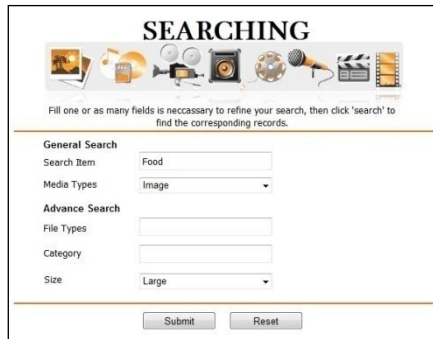 SEARCHING
Fill one or as many fields is neccassary to refine your search, then click 'search' to
find the corresponding records.
General Search
Search Item Food
Media Types Image
Advance Search
File Types
Category
Size Large
Submit Reset